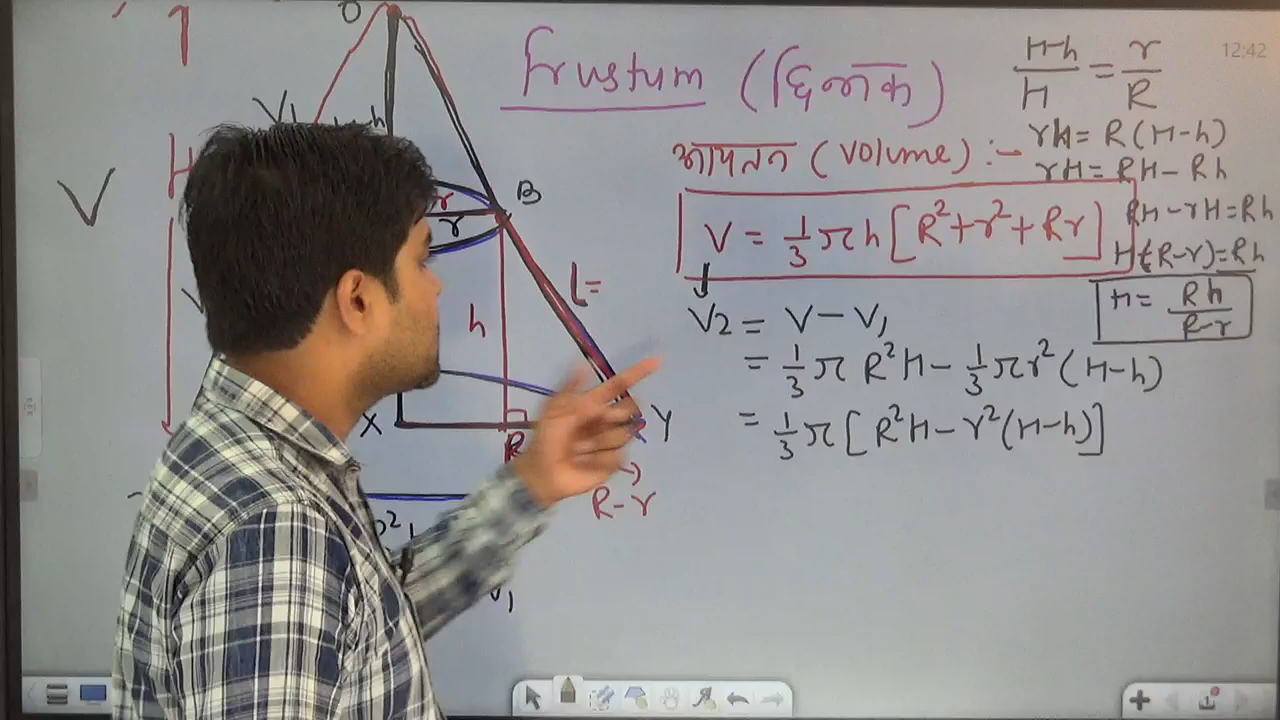 O
Frustum (छिन्नक)
H-h/H = r/R
12:42
rH = R(H-h)
आयतन (Volume) :-
rH = RH - Rh
V₁
h
H
V
B
r
r
RH - rH = Rh
V = 1/3 πh[R²+r²+Rr]
H(R-r) = Rh
l=
H = Rh/R-r
h
V2 = V - V₁
= 1/3 π R²H - 1/3 πr²(H-h)
X
Y
= 1/3 π[R²H - r²(H-h)]
R
R-r